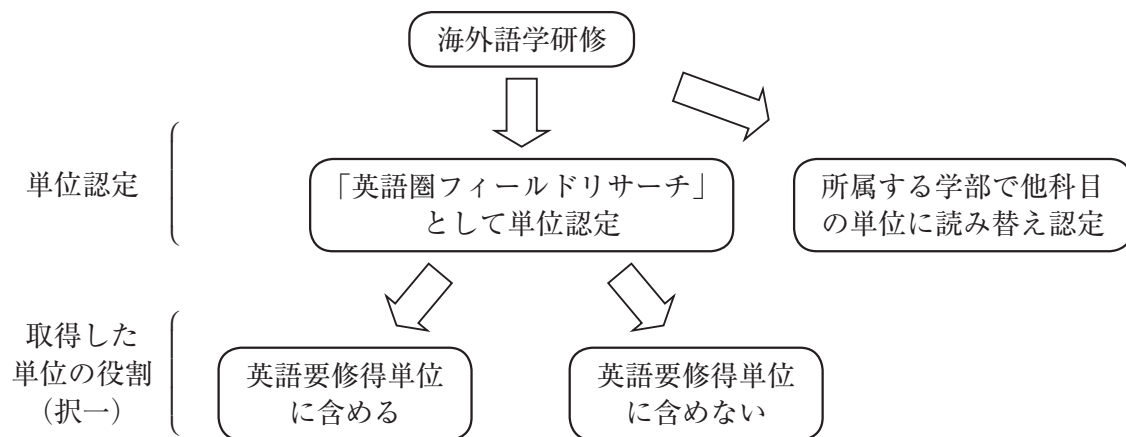 海外語学研修
単位認定
「英語圏フィールドリサーチ」
として単位認定
所属する学部で他科目
の単位に読み替え認定
取得した
単位の役割
（択一）
英語要修得単位
に含める
英語要修得単位
に含めない